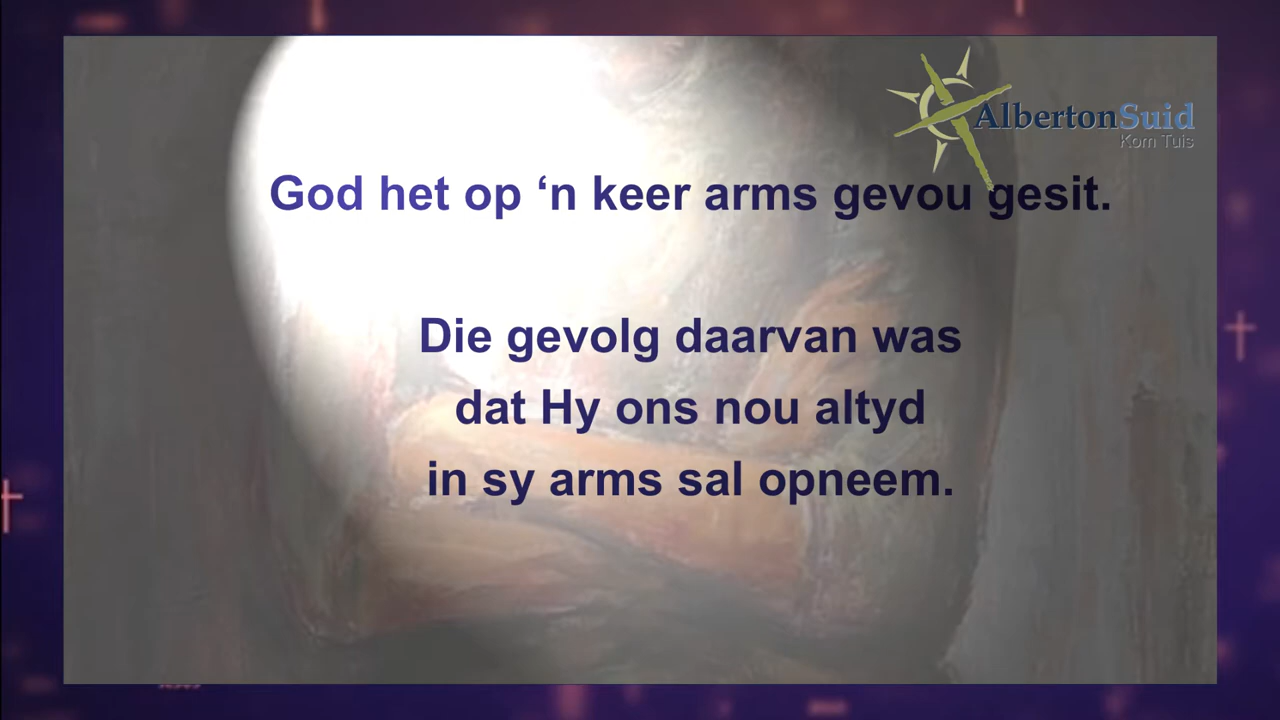 AlbertonSuid
Kom Tuis
God het op ‘n keer arms gevou gesit.
Die gevolg daarvan was
dat Hy ons nou altyd
in sy arms sal opneem.